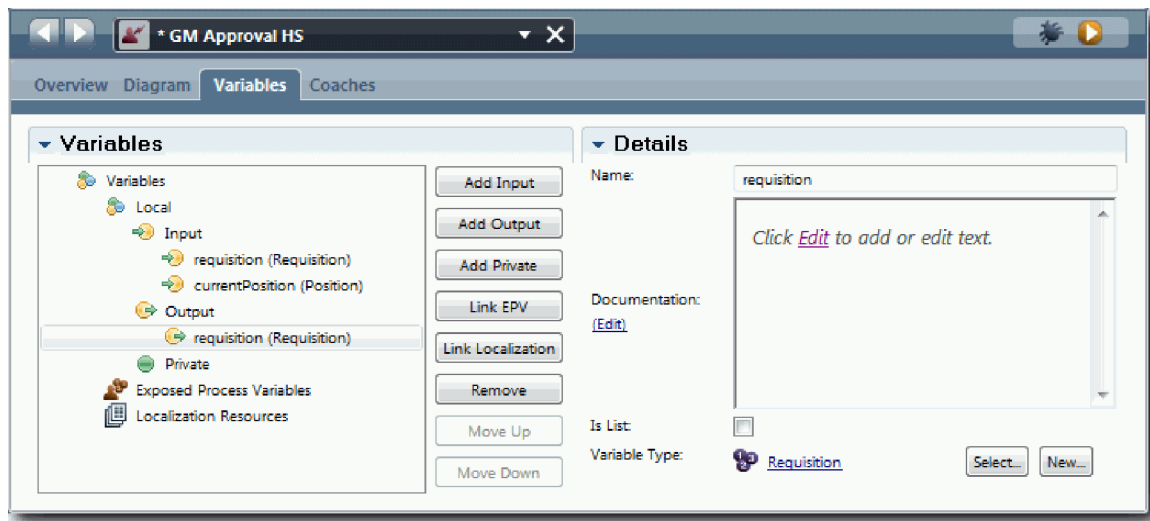 * GM Approval HS
Overview Diagram Variables Coaches
Variables
Variables
Local
Input
requisition (Requisition)
currentPosition (Position)
Output
requisition (Requisition)
Private
Exposed Process Variables
Localization Resources
Add Input
Add Output
Add Private
Link EPV
Link Localization
Remove
Move Up
Move Down
Details
Name: requisition
Click Edit to add or edit text.
Documentation:
(Edit)
Is List:
Variable Type: Requisition Select... New...